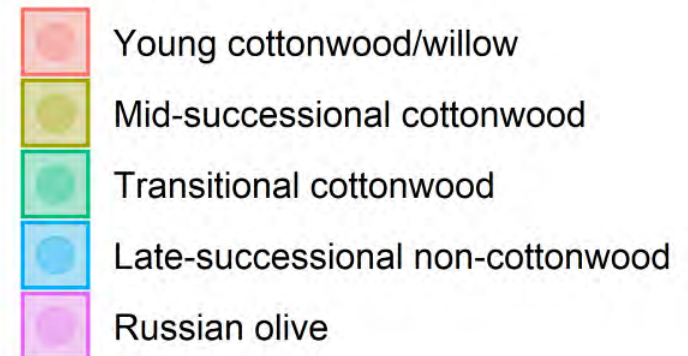 Young cottonwood/willow
Mid-successional cottonwood
Transitional cottonwood
Late-successional non-cottonwood
Russian olive